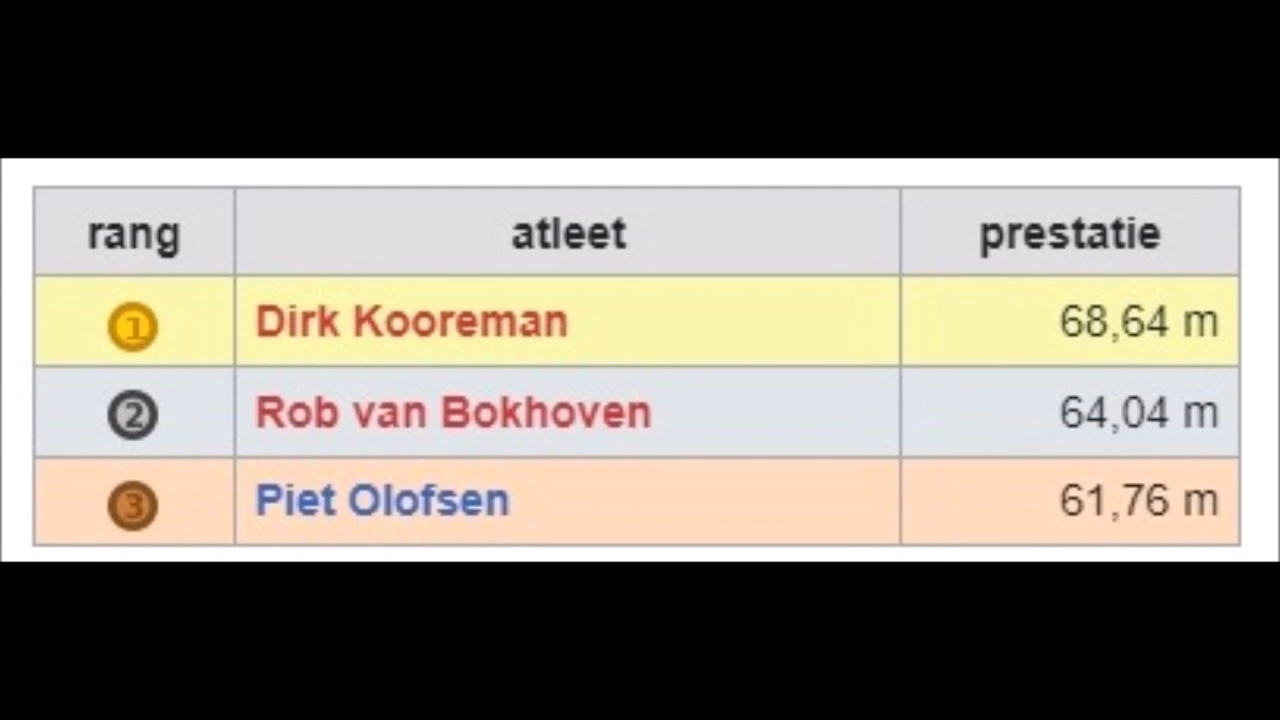 rang atleet prestatie
1 Dirk Kooreman 68,64 m
2 Rob van Bokhoven 64,04 m
3 Piet Olofsen 61,76 m